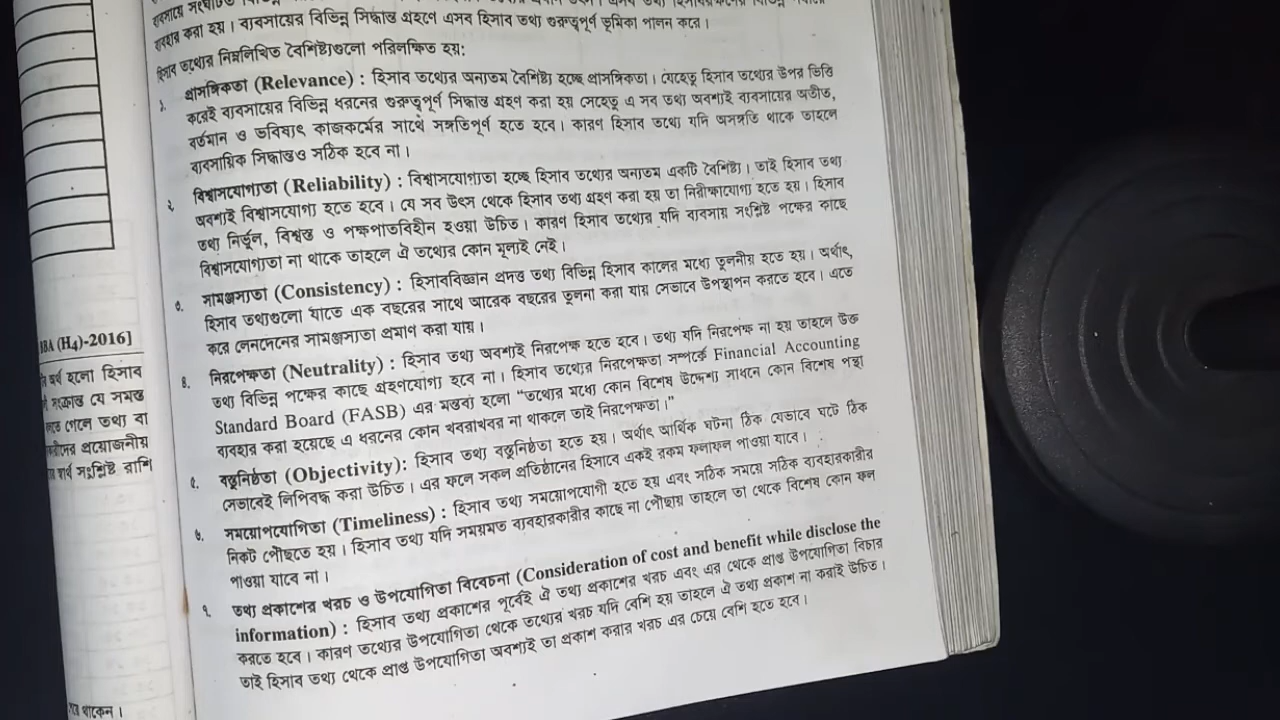 ব্যবহার করা হয়। ব্যবসায়ের বিভিন্ন সিদ্ধান্ত গ্রহণে এসব হিসাব তথ্য গুরুত্বপূর্ণ ভূমিকা পালন করে।
হিসাব তথ্যের নিম্নলিখিত বৈশিষ্ট্যগুলো পরিলক্ষিত হয়:
১. প্রাসঙ্গিকতা (Relevance) : হিসাব তথ্যের অন্যতম বৈশিষ্ট্য হচ্ছে প্রাসঙ্গিকতা। যেহেতু হিসাব তথ্যের উপর ভিত্তি
করেই ব্যবসায়ের বিভিন্ন ধরনের গুরুত্বপূর্ণ সিদ্ধান্ত গ্রহণ করা হয় সেহেতু এ সব তথ্য অবশ্যই ব্যবসায়ের অতীত,
বর্তমান ও ভবিষ্যৎ কাজকর্মের সাথে সঙ্গতিপূর্ণ হতে হবে। কারণ হিসাব তথ্যে যদি অসঙ্গতি থাকে তাহলে
ব্যবসায়িক সিদ্ধান্তও সঠিক হবে না।
২. বিশ্বাসযোগ্যতা (Reliability) : বিশ্বাসযোগ্যতা হচ্ছে হিসাব তথ্যের অন্যতম একটি বৈশিষ্ট্য। তাই হিসাব তথ্য
অবশ্যই বিশ্বাসযোগ্য হতে হবে। যে সব উৎস থেকে হিসাব তথ্য গ্রহণ করা হয় তা নিরীক্ষাযোগ্য হতে হয়। হিসাব
তথ্য নির্ভুল, বিশ্বস্ত ও পক্ষপাতবিহীন হওয়া উচিত। কারণ হিসাব তথ্যের যদি ব্যবসায় সংশ্লিষ্ট পক্ষের কাছে
বিশ্বাসযোগ্যতা না থাকে তাহলে ঐ তথ্যের কোন মূল্যই নেই।
৩. সামঞ্জস্যতা (Consistency) : হিসাববিজ্ঞান প্রদত্ত তথ্য বিভিন্ন হিসাব কালের মধ্যে তুলনীয় হতে হয়। অর্থাৎ,
হিসাব তথ্যগুলো যাতে এক বছরের সাথে আরেক বছরের তুলনা করা যায় সেভাবে উপস্থাপন করতে হবে। এতে
করে লেনদেনের সামঞ্জস্যতা প্রমাণ করা যায়।
৪. নিরপেক্ষতা (Neutrality) : হিসাব তথ্য অবশ্যই নিরপেক্ষ হতে হবে। তথ্য যদি নিরপেক্ষ না হয় তাহলে উক্ত
তথ্য বিভিন্ন পক্ষের কাছে গ্রহণযোগ্য হবে না। হিসাব তথ্যের নিরপেক্ষতা সম্পর্কে Financial Accounting
Standard Board (FASB) এর মন্তব্য হলো “তথ্যের মধ্যে কোন বিশেষ উদ্দেশ্য সাধনে কোন বিশেষ পন্থা
ব্যবহার করা হয়েছে এ ধরনের কোন খবরাখবর না থাকলে তাই নিরপেক্ষতা।”
৫. বস্তুনিষ্ঠতা (Objectivity): হিসাব তথ্য বস্তুনিষ্ঠতা হতে হয়। অর্থাৎ আর্থিক ঘটনা ঠিক যেভাবে ঘটে ঠিক
সেভাবেই লিপিবদ্ধ করা উচিত। এর ফলে সকল প্রতিষ্ঠানের হিসাবে একই রকম ফলাফল পাওয়া যাবে।
৬. সময়োপযোগিতা (Timeliness) : হিসাব তথ্য সময়োপযোগী হতে হয় এবং সঠিক সময়ে সঠিক ব্যবহারকারীর
নিকট পৌছতে হয়। হিসাব তথ্য যদি সময়মত ব্যবহারকারীর কাছে না পৌছায় তাহলে তা থেকে বিশেষ কোন ফল
পাওয়া যাবে না।
৭. তথ্য প্রকাশের খরচ ও উপযোগিতা বিবেচনা (Consideration of cost and benefit while disclose the
information) : হিসাব তথ্য প্রকাশের পূর্বেই ঐ তথ্য প্রকাশের খরচ এবং এর থেকে প্রাপ্ত উপযোগিতা বিচার
করতে হবে। কারণ তথ্যের উপযোগিতা থেকে তথ্যের খরচ যদি বেশি হয় তাহলে ঐ তথ্য প্রকাশ না করাই উচিত।
তাই হিসাব তথ্য থেকে প্রাপ্ত উপযোগিতা অবশ্যই তা প্রকাশ করার খরচ এর চেয়ে বেশি হতে হবে।
BBA (H4)-2016]
অর্থ হলো হিসাব
সংক্রান্ত যে সমস্ত
গেলে তথ্য বা
প্রয়োজনীয়
স্বার্থ সংশ্লিষ্ট রাশি
থাকেন।